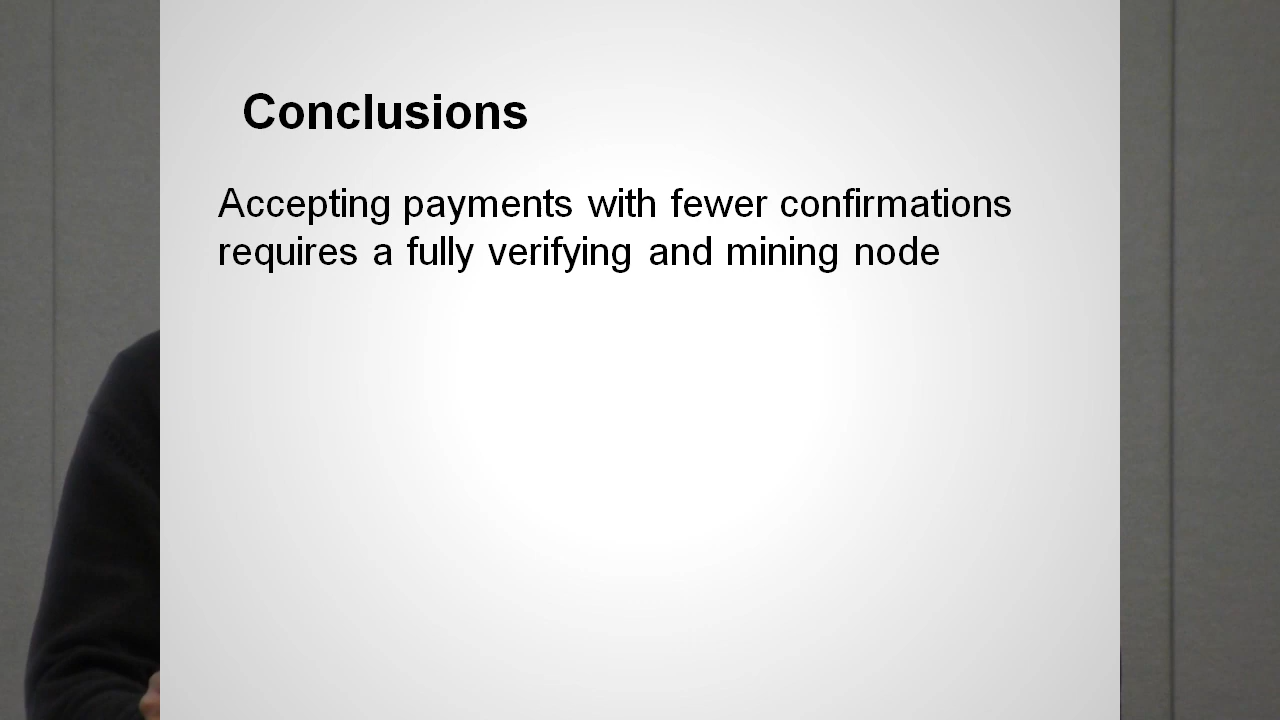 Conclusions
Accepting payments with fewer confirmations
requires a fully verifying and mining node